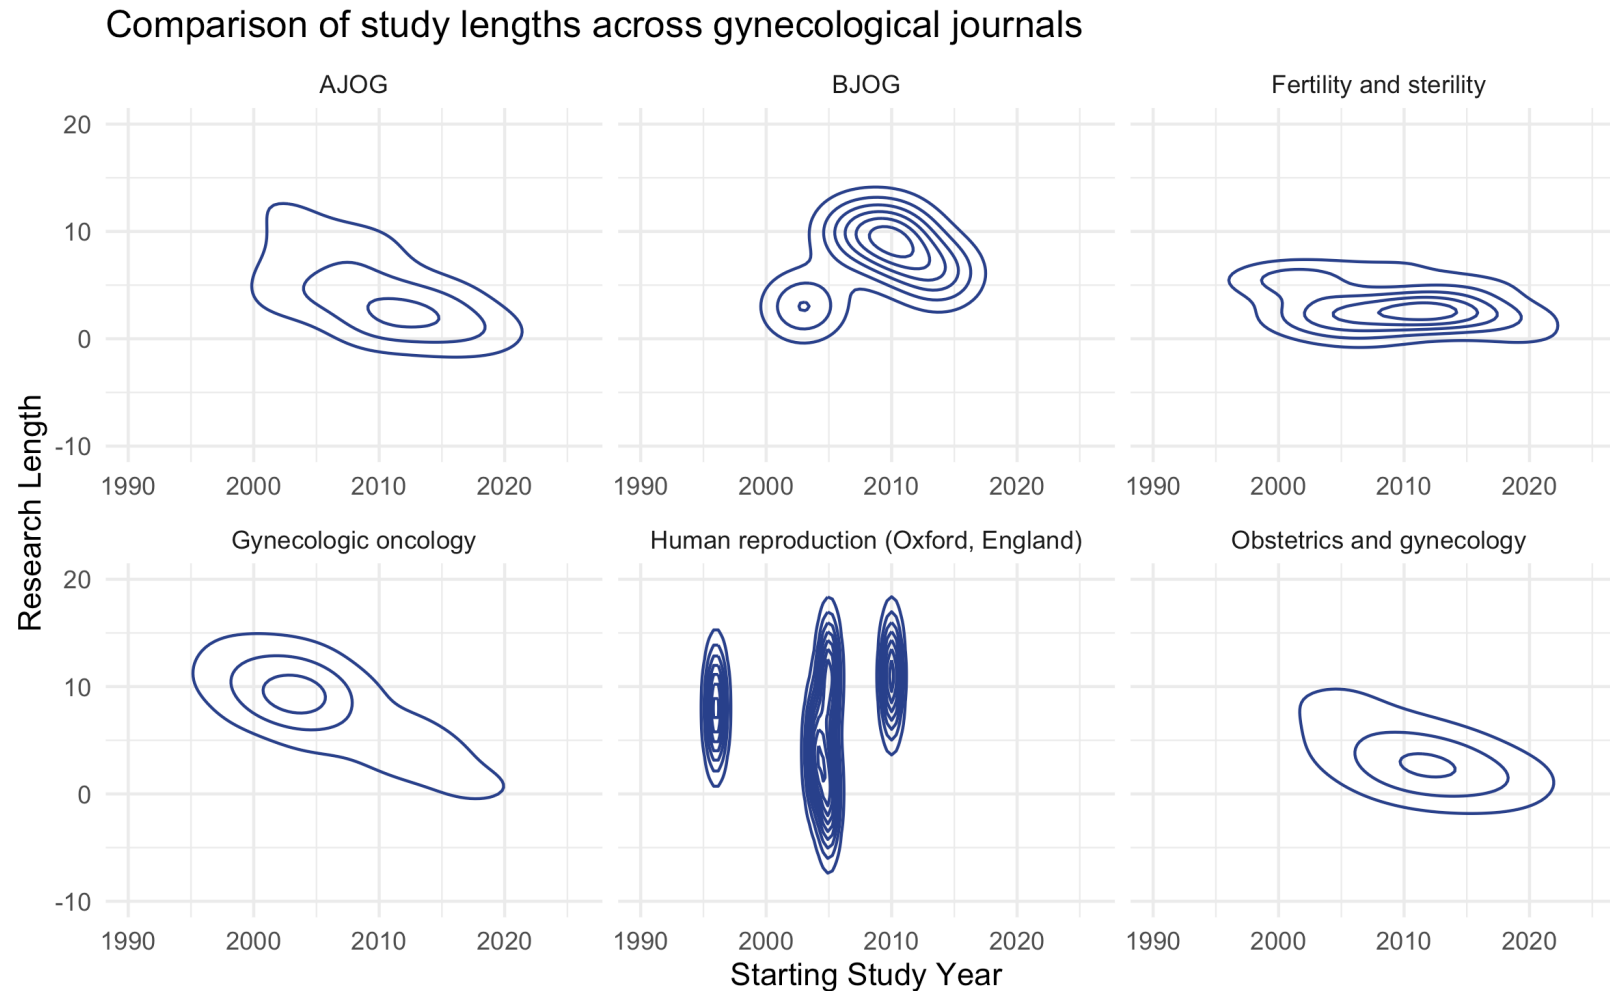 Comparison of study lengths across gynecological journals
AJOG
BJOG
Fertility and sterility
20
10
0
-10
1990 2000 2010 2020
1990 2000 2010 2020
1990 2000 2010 2020
Research Length
Gynecologic oncology
Human reproduction (Oxford, England)
Obstetrics and gynecology
20
10
0
-10
1990 2000 2010 2020
1990 2000 2010 2020
1990 2000 2010 2020
Starting Study Year